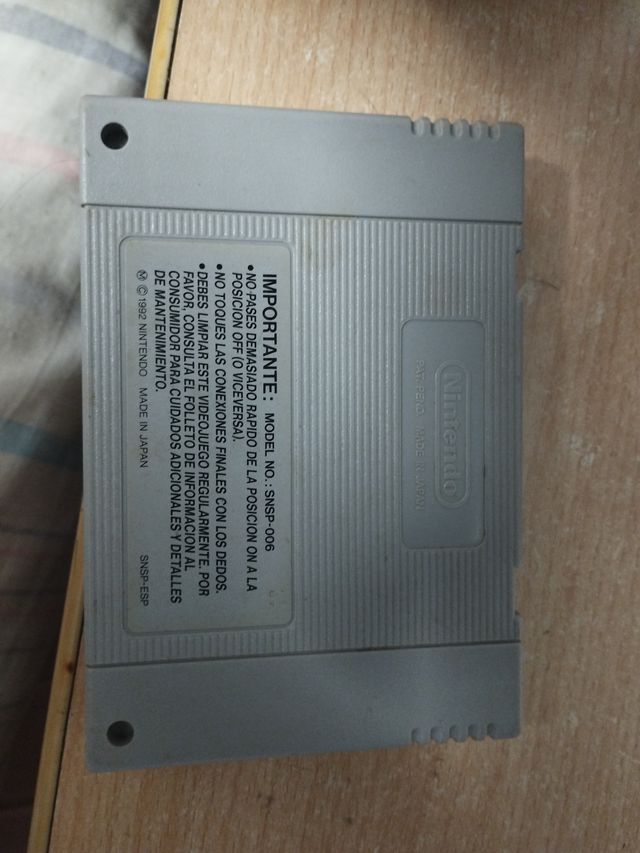 Nintendo
PAT. PEND. MADE IN JAPAN
IMPORTANTE: MODEL NO.: SNSP-006
•NO PASES DEMASIADO RAPIDO DE LA POSICION ON A LA
POSICION OFF (O VICEVERSA).
•NO TOQUES LAS CONEXIONES FINALES CON LOS DEDOS.
•DEBES LIMPIAR ESTE VIDEOJUEGO REGULARMENTE. POR
FAVOR, CONSULTA EL FOLLETO DE INFORMACION AL
CONSUMIDOR PARA CUIDADOS ADICIONALES Y DETALLES
DE MANTENIMIENTO.
Ⓜ © 1992 NINTENDO MADE IN JAPAN SNSP-ESP